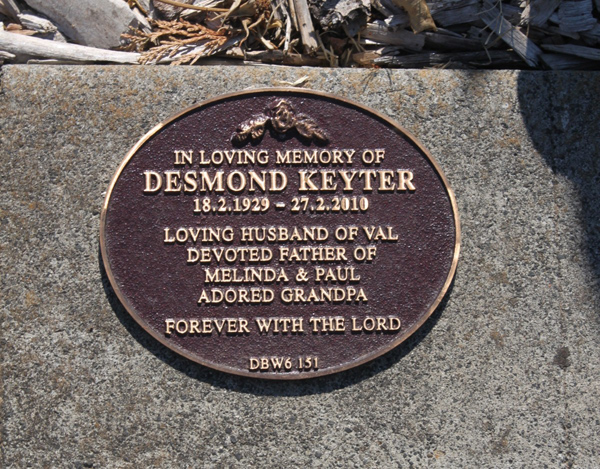 IN LOVING MEMORY OF
DESMOND KEYTER
18.2.1929 – 27.2.2010
LOVING HUSBAND OF VAL
DEVOTED FATHER OF
MELINDA & PAUL
ADORED GRANDPA
FOREVER WITH THE LORD
DBW6 151